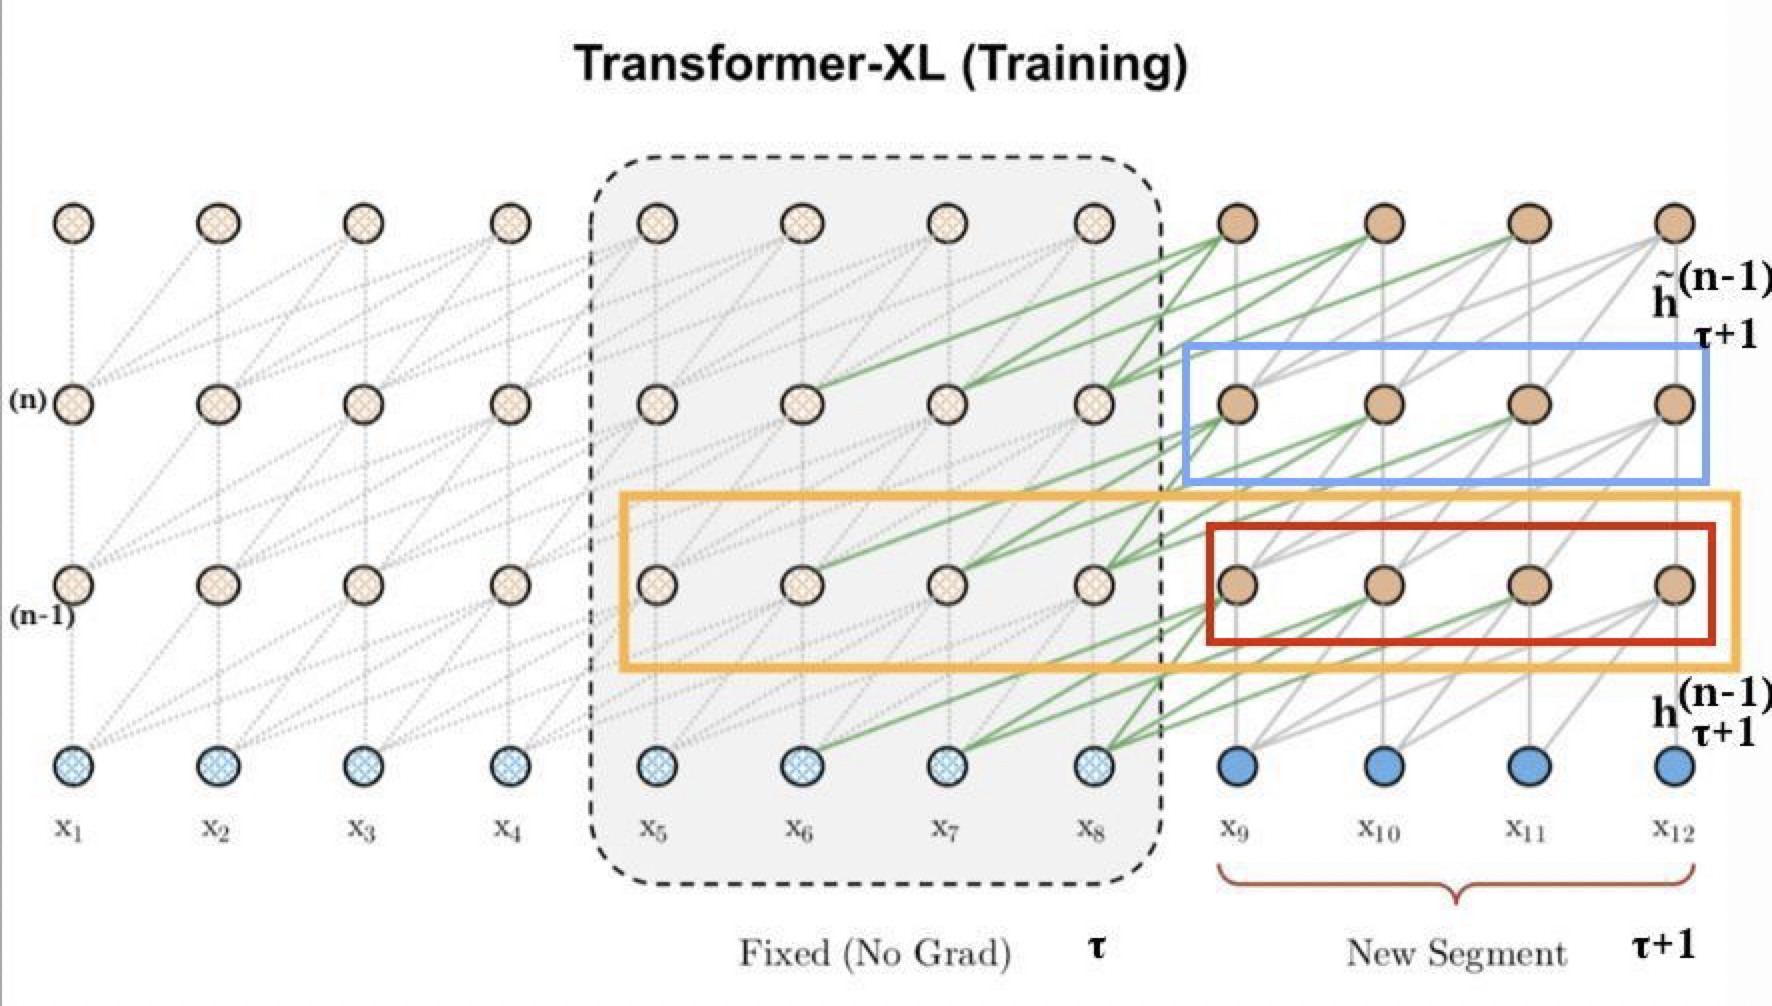 Transformer-XL (Training)
h̃(n-1)
τ+1
(n)
(n-1)
h(n-1)
τ+1
x1 x2 x3 x4 x5 x6 x7 x8 x9 x10 x11 x12
Fixed (No Grad) τ New Segment τ+1